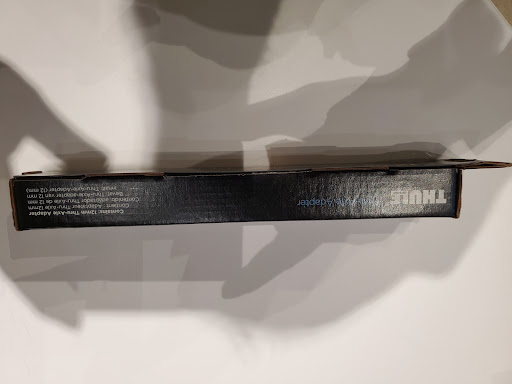 THULE
Thru-Axle Adapter
Contains: 12mm Thru-Axle Adapter
Contient: Adaptateur Thru-Axle 12mm
Contenido: adaptador Thru-Axle de 12 mm
Bevat: Thru-Axle-adapter van 12 mm
Inhalt: Thru-Axle-Adapter (12 mm)